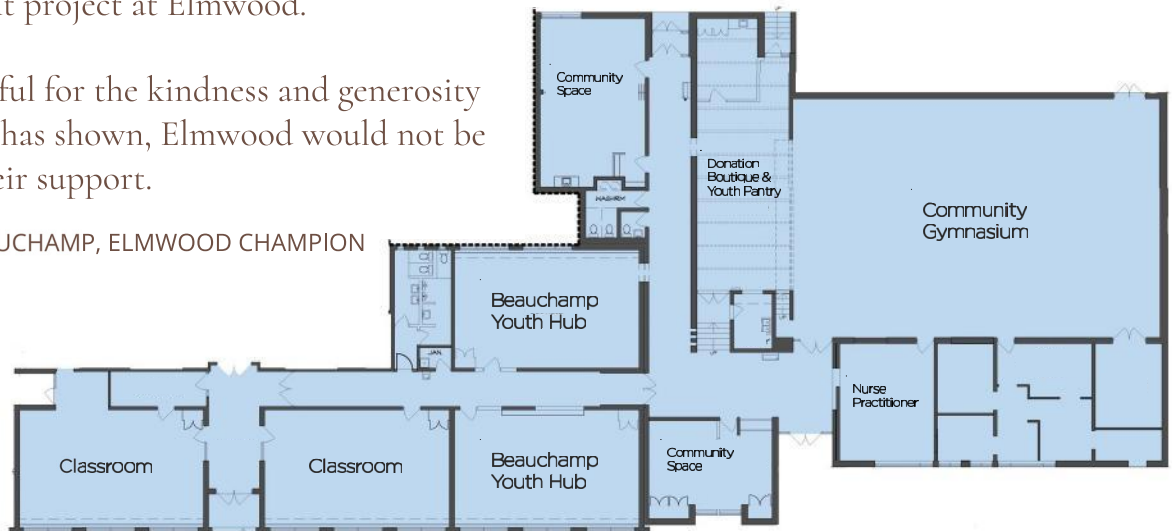 t project at Elmwood.
ful for the kindness and generosity
has shown, Elmwood would not be
eir support.
UCHAMP, ELMWOOD CHAMPION
Community
Space
Donation
Boutique &
Youth Pantry
WASHRM
Community
Gymnasium
Beauchamp
Youth Hub
JAN.
Nurse
Practitioner
Classroom
Classroom
Beauchamp
Youth Hub
Community
Space